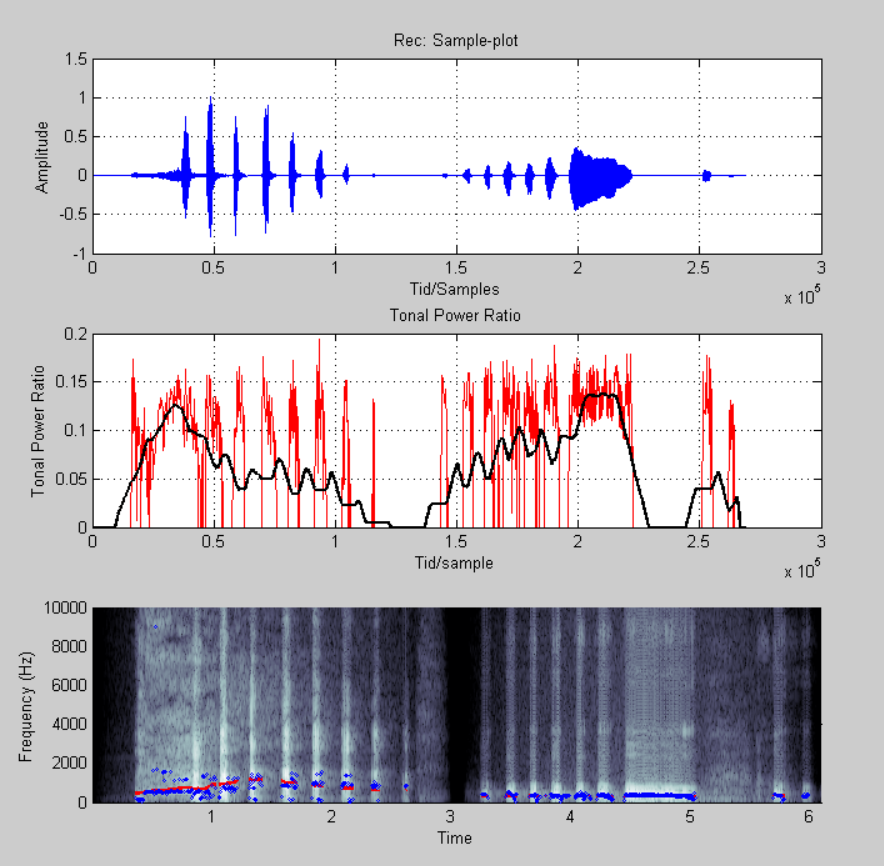 Rec: Sample-plot
1.5
1
0.5
0
-0.5
-1
Amplitude
0 0.5 1 1.5 2 2.5 3
Tid/Samples
x 10^5
Tonal Power Ratio
0.2
0.15
0.1
0.05
0
Tonal Power Ratio
0 0.5 1 1.5 2 2.5 3
Tid/sample
x 10^5
10000
8000
6000
4000
2000
0
Frequency (Hz)
1 2 3 4 5 6
Time